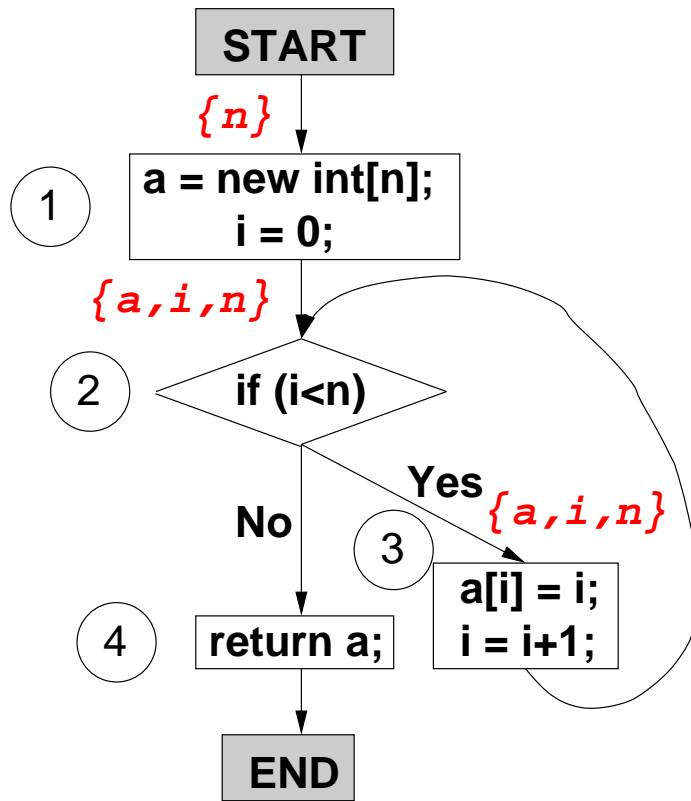 START
{n}
1
a = new int[n];
i = 0;
{a,i,n}
2
if (i<n)
Yes
{a,i,n}
No
3
a[i] = i;
i = i+1;
4
return a;
END